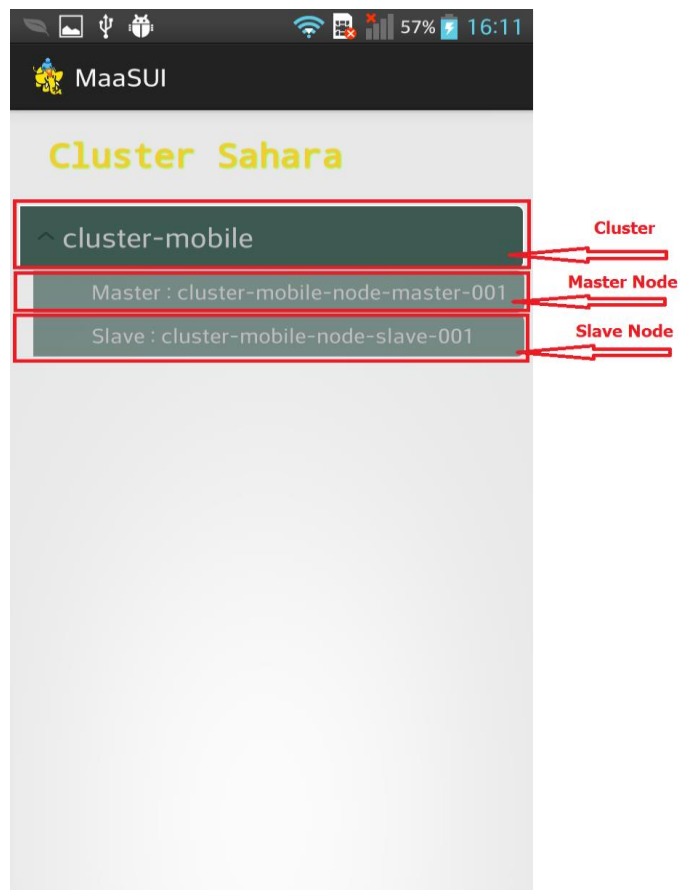 57% 16:11
MaaSUI
Cluster Sahara
cluster-mobile
Cluster
Master : cluster-mobile-node-master-001
Master Node
Slave : cluster-mobile-node-slave-001
Slave Node